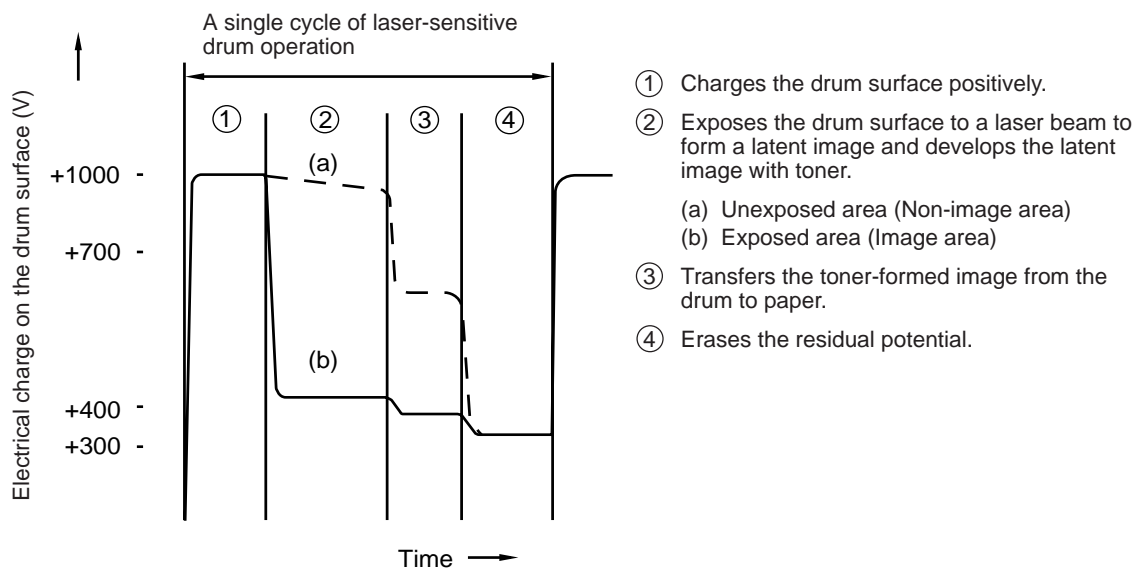 A single cycle of laser-sensitive
drum operation
Electrical charge on the drum surface (V)
① ② ③ ④
(a)
+1000 -
+700 -
(b)
+400 -
+300 -
Time
① Charges the drum surface positively.
② Exposes the drum surface to a laser beam to
form a latent image and develops the latent
image with toner.
(a) Unexposed area (Non-image area)
(b) Exposed area (Image area)
③ Transfers the toner-formed image from the
drum to paper.
④ Erases the residual potential.